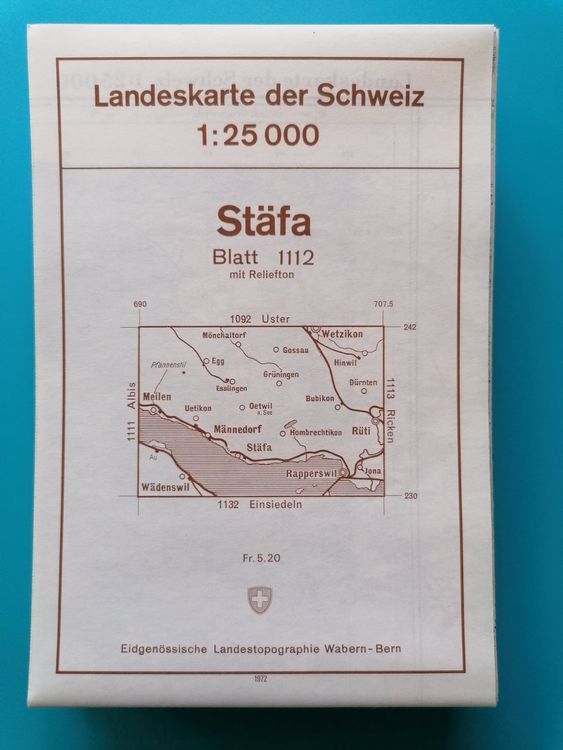 Landeskarte der Schweiz
1:25 000
Stäfa
Blatt 1112
mit Reliefton
690
707.5
1092 Uster
242
Mönchaltorf
Wetzikon
Gossau
Egg
Hinwil
Pfannenstil
Grüningen
Esslingen
Dürnten
Meilen
Bubikon
Uetikon
Oetwil
a. See
1111 Albis
1113 Ricken
Männedorf
Hombrechtikon
Rüti
Stäfa
Au
Rapperswil
Jona
Wädenswil
230
1132 Einsiedeln
Fr. 5.20
Eidgenössische Landestopographie Wabern-Bern
1972